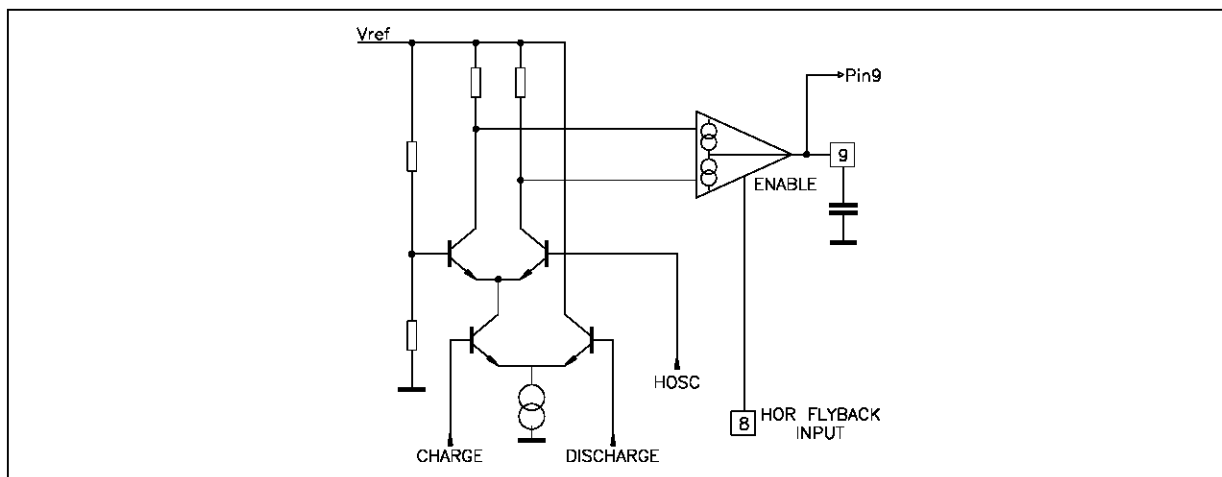 Vref
Pin9
9
ENABLE
HOSC
8
HOR FLYBACK
INPUT
CHARGE
DISCHARGE